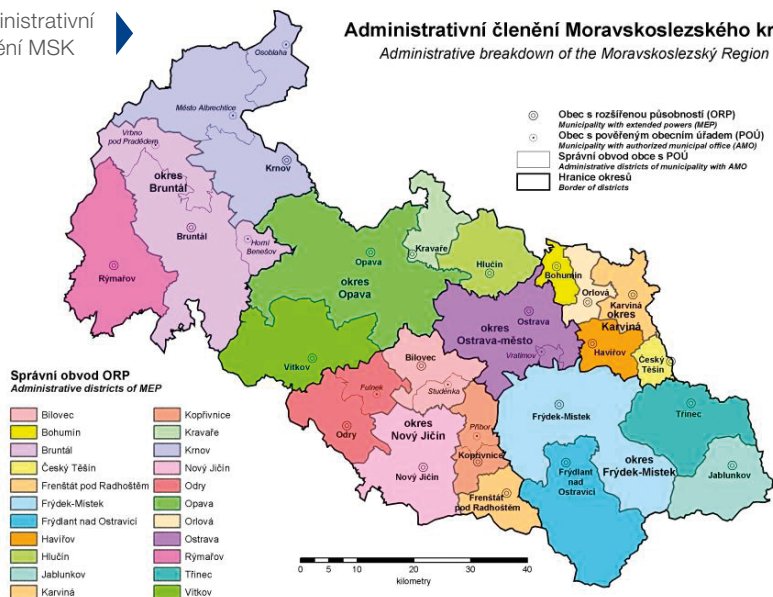 ministrativní
ění MSK
Administrativní členění Moravskoslezského kr
Administrative breakdown of the Moravskoslezský Region
Obec s rozšířenou působností (ORP)
Municipality with extended powers (MEP)
Obec s pověřeným obecním úřadem (POÚ)
Municipality with authorized municipal office (AMO)
Správní obvod obce s POÚ
Administrative districts of municipality with AMO
Hranice okresů
Border of districts
Osoblaha
Město Albrechtice
Vrbno
pod Pradědem
okres
Bruntál
Krnov
Bruntál
Horní
Benešov
Rýmařov
Opava
okres
Opava
Kravaře
Hlučín
Bohumín
Orlová
Karviná
okres
Karviná
Ostrava
okres
Ostrava-město
Vratimov
Havířov
Český
Těšín
Vítkov
Bílovec
Studénka
Fulnek
Odry
okres
Nový Jičín
Nový Jičín
Příbor
Kopřivnice
Frenštát
pod Radhoštěm
Frýdek-Místek
Třinec
okres
Frýdek-Místek
Frýdlant
nad
Ostravicí
Jablunkov
Správní obvod ORP
Administrative districts of MEP
Bílovec
Bohumín
Bruntál
Český Těšín
Frenštát pod Radhoštěm
Frýdek-Místek
Frýdlant nad Ostravicí
Havířov
Hlučín
Jablunkov
Karviná
Kopřivnice
Kravaře
Krnov
Nový Jičín
Odry
Opava
Orlová
Ostrava
Rýmařov
Třinec
Vítkov
0 5 10 20 30 40
kilometry